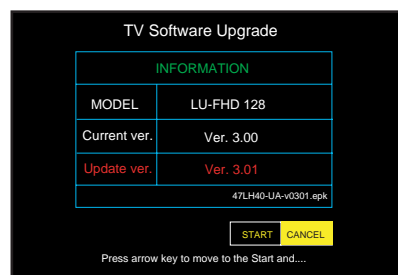 TV Software Upgrade
INFORMATION
MODEL LU-FHD 128
Current ver. Ver. 3.00
Update ver. Ver. 3.01
47LH40-UA-v0301.epk
START CANCEL
Press arrow key to move to the Start and....